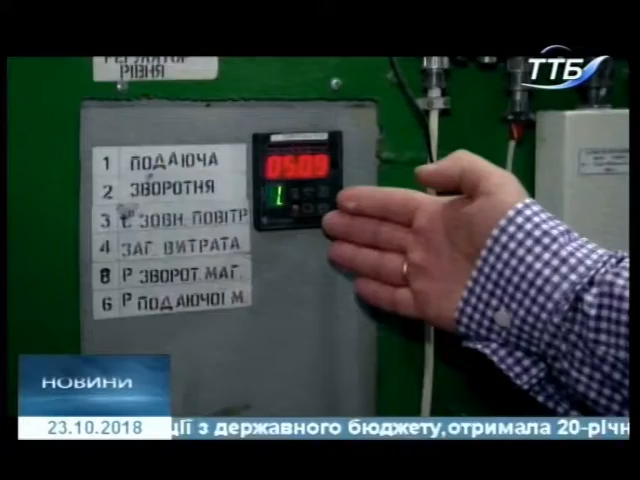 РЕГУЛЯТОР
РІВНЯ
ТТБ
1 ПОДАЮЧА
2 ЗВОРОТНЯ
3 t ЗОВН. ПОВІТР
4 ЗАГ. ВИТРАТА
8 Р ЗВОРОТ. МАГ.
6 Р ПОДАЮЧОІ М.
05.09
1
НОВИНИ
23.10.2018
ції з державного бюджету, отримала 20-річн